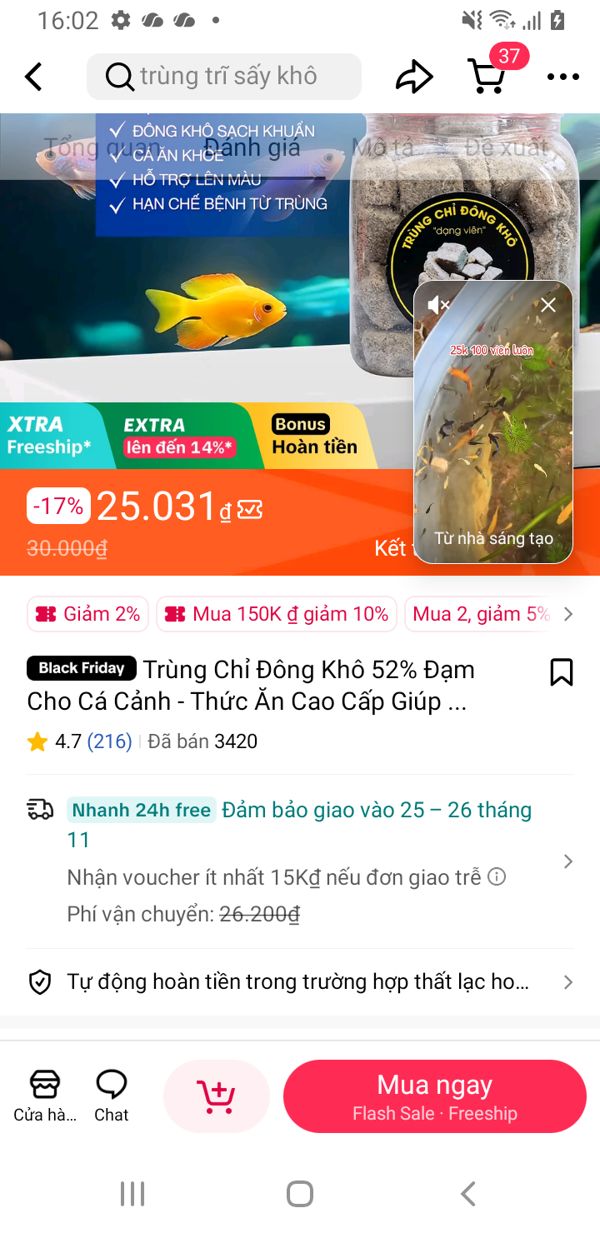 16:02
37
trùng trĩ sấy khô
ĐÔNG KHÔ SẠCH KHUẨN
Tổng quan Đánh giá Mô tả Đề xuất
CÁ ĂN KHỎE
HỖ TRỢ LÊN MÀU
HẠN CHẾ BỆNH TỪ TRÙNG
TRÙNG CHỈ ĐÔNG KHÔ
"dạng viên"
25k 100 viên luôn
XTRA
Freeship*
EXTRA
lên đến 14%*
Bonus
Hoàn tiền
-17% 25.031₫
30.000₫
Kết
Từ nhà sáng tạo
Giảm 2%
Mua 150K ₫ giảm 10%
Mua 2, giảm 5%
Black Friday Trùng Chỉ Đông Khô 52% Đạm
Cho Cá Cảnh - Thức Ăn Cao Cấp Giúp ...
4.7 (216) Đã bán 3420
Nhanh 24h free Đảm bảo giao vào 25 – 26 tháng
11
Nhận voucher ít nhất 15K₫ nếu đơn giao trễ
Phí vận chuyển: 26.200₫
Tự động hoàn tiền trong trường hợp thất lạc ho...
Cửa hà...
Chat
Mua ngay
Flash Sale · Freeship